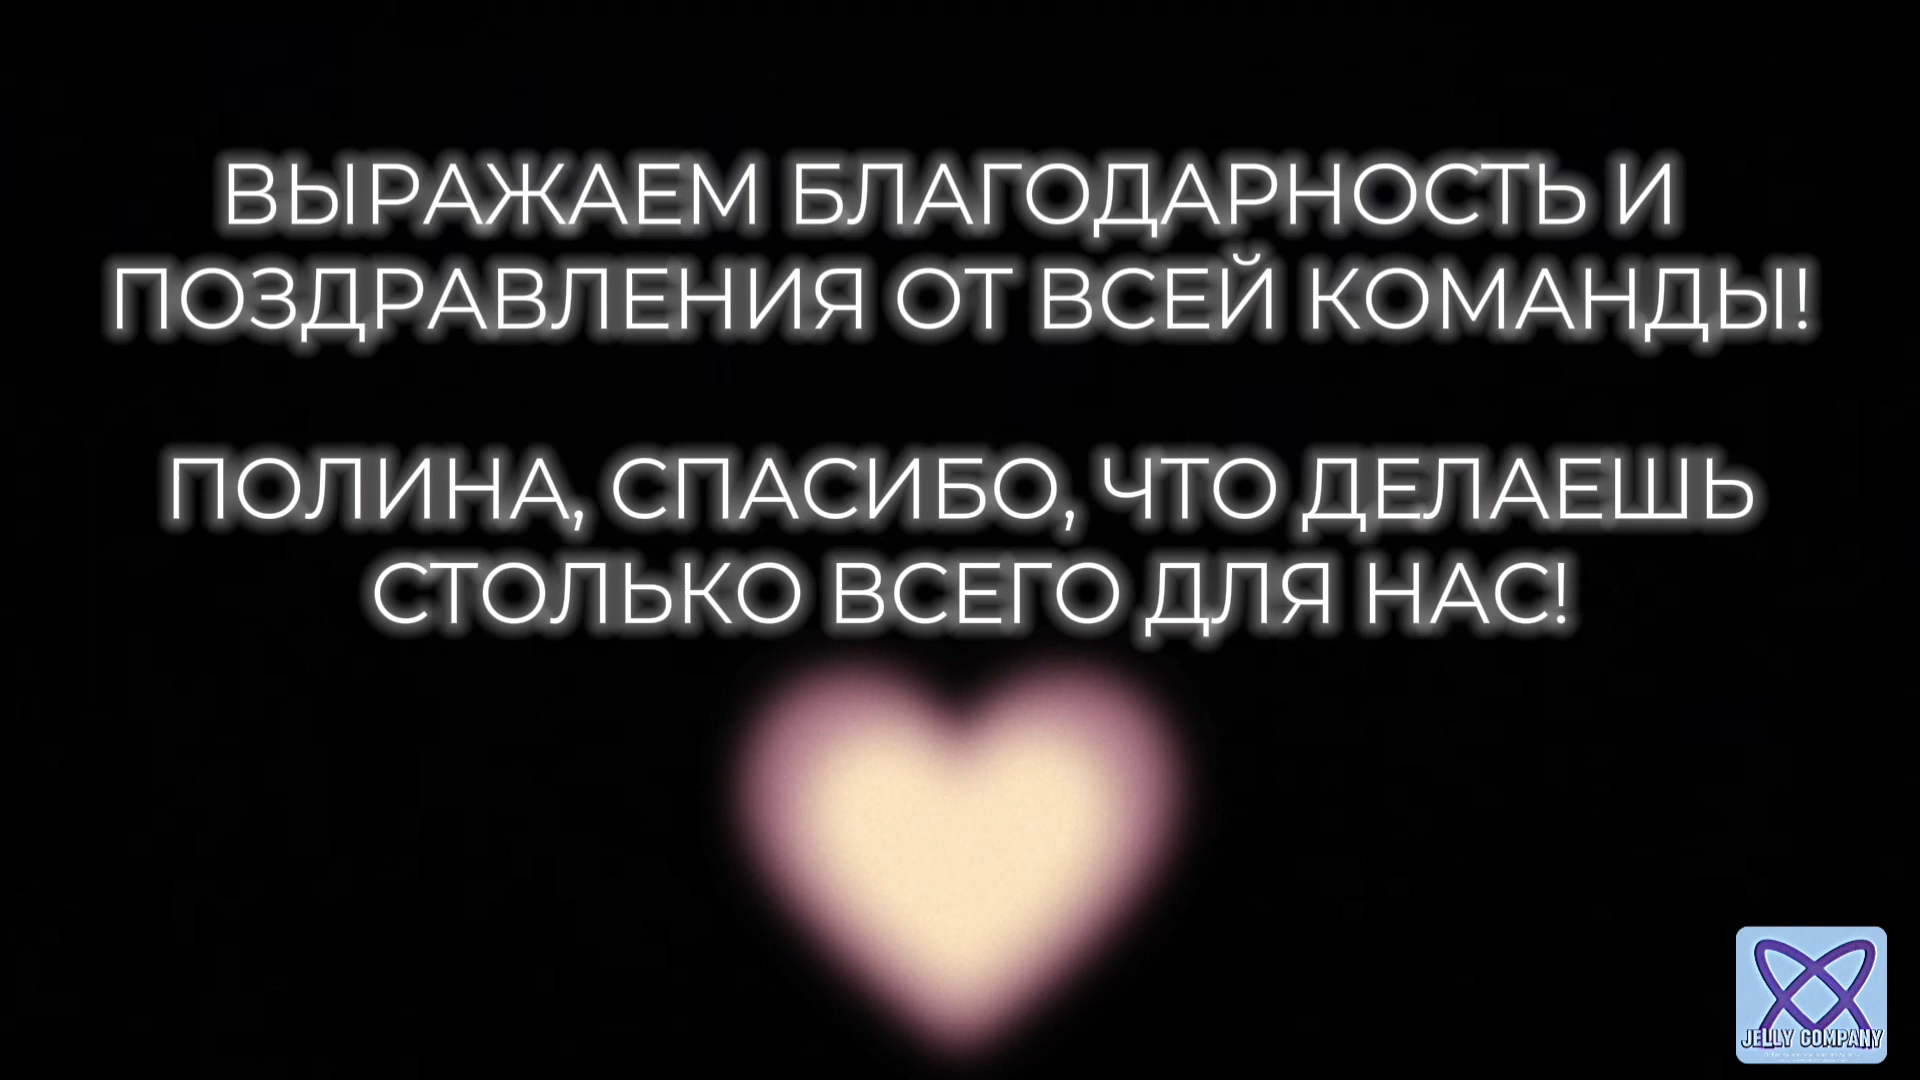 ВЫРАЖАЕМ БЛАГОДАРНОСТЬ И
ПОЗДРАВЛЕНИЯ ОТ ВСЕЙ КОМАНДЫ!
ПОЛИНА, СПАСИБО, ЧТО ДЕЛАЕШЬ
СТОЛЬКО ВСЕГО ДЛЯ НАС!
JELLY COMPANY